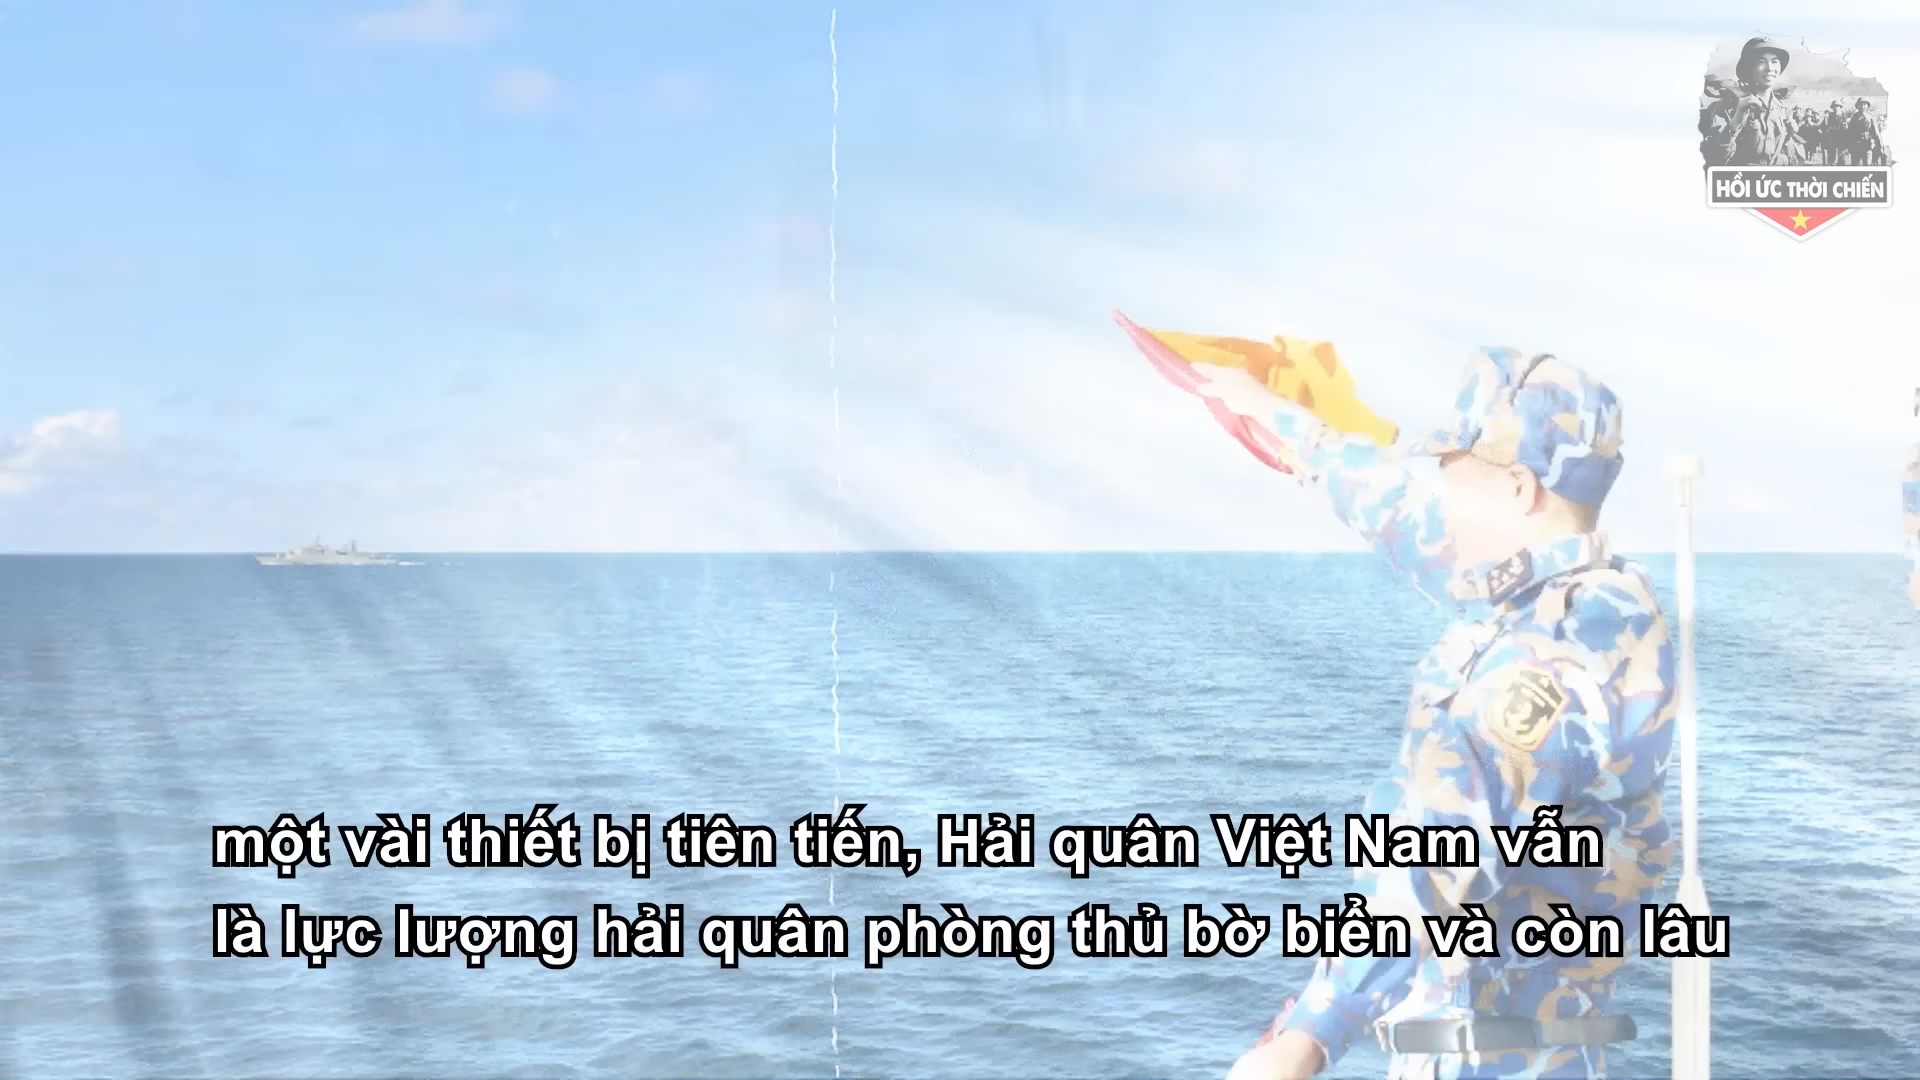 HỒI ỨC THỜI CHIẾN
một vài thiết bị tiên tiến, Hải quân Việt Nam vẫn
là lực lượng hải quân phòng thủ bờ biển và còn lâu